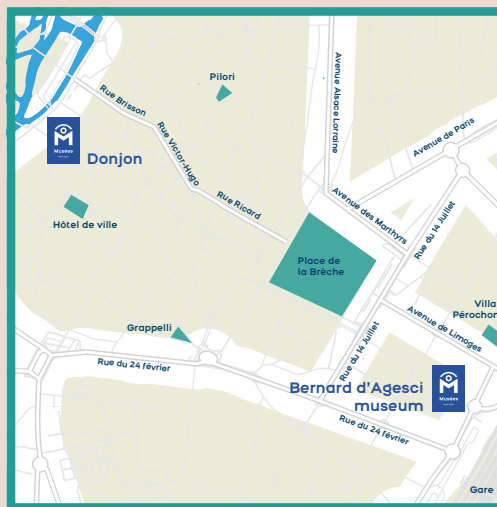 Avenue Alsace Lorraine
Pilori
Rue Brisson
Avenue de Paris
Musées
Donjon
Rue Victor-Hugo
Rue Ricard
Avenue des Marthyrs
Hôtel de ville
Rue du 14 Juillet
Place de
la Brèche
Villa
Pérochon
Grappelli
Avenue de Limoges
Rue du 14 Juillet
Rue du 24 février
Bernard d'Agesci
museum
Musées
Rue du 24 février
Gare